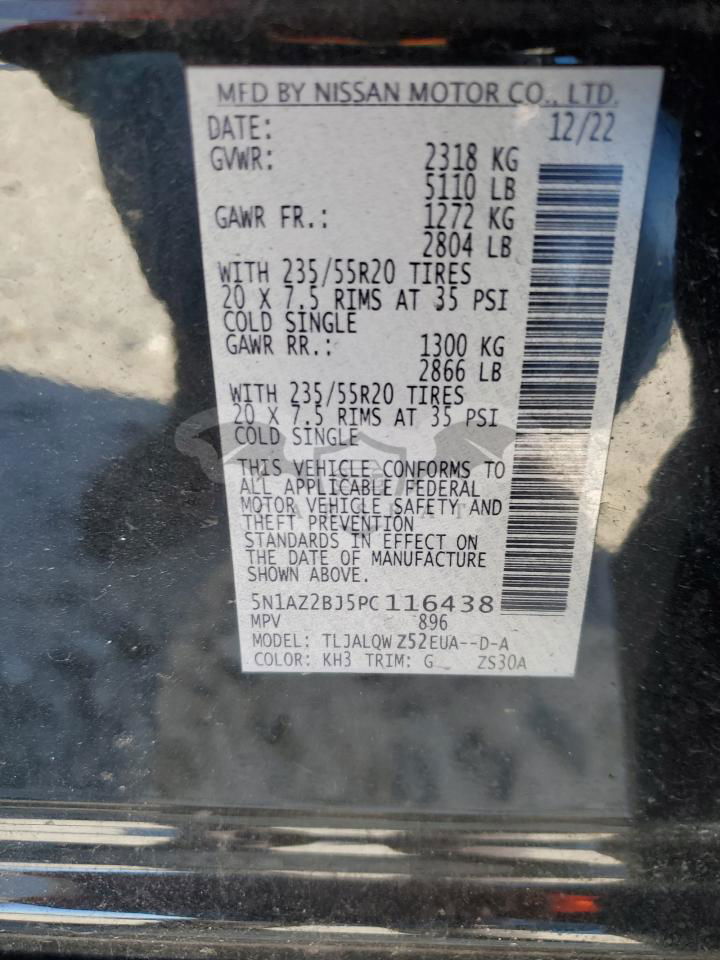 MFD BY NISSAN MOTOR CO., LTD.
DATE: 12/22
GVWR: 2318 KG
5110 LB
GAWR FR.: 1272 KG
2804 LB
WITH 235/55R20 TIRES
20 X 7.5 RIMS AT 35 PSI
COLD SINGLE
GAWR RR.: 1300 KG
2866 LB
WITH 235/55R20 TIRES
20 X 7.5 RIMS AT 35 PSI
COLD SINGLE
THIS VEHICLE CONFORMS TO
ALL APPLICABLE FEDERAL
MOTOR VEHICLE SAFETY AND
THEFT PREVENTION
STANDARDS IN EFFECT ON
THE DATE OF MANUFACTURE
SHOWN ABOVE.
5N1AZ2BJ5PC116438
MPV 896
MODEL: TLJALQWZ52EUA--D-A
COLOR: KH3 TRIM: G ZS30A